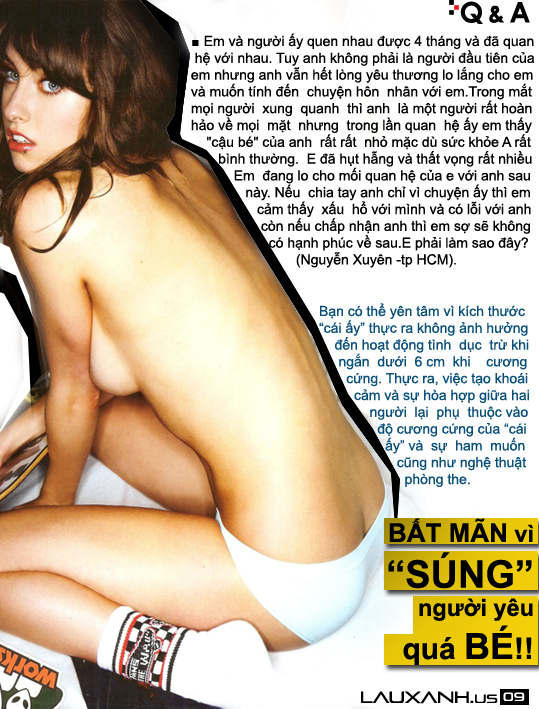 Q & A
Em và người ấy quen nhau được 4 tháng và đã quan
hệ với nhau. Tuy anh không phải là người đầu tiên của
em nhưng anh vẫn hết lòng yêu thương lo lắng cho em
và muốn tính đến chuyện hôn nhân với em.Trong mắt
mọi người xung quanh thì anh là một người rất hoàn
hảo về mọi mặt nhưng trong lần quan hệ ấy em thấy
"cậu bé" của anh rất rất nhỏ mặc dù sức khỏe A rất
bình thường. E đã hụt hẫng và thất vọng rất nhiều
Em đang lo cho mối quan hệ của e với anh sau
này. Nếu chia tay anh chỉ vì chuyện ấy thì em
cảm thấy xấu hổ với mình và có lỗi với anh
còn nếu chấp nhận anh thì em sợ sẽ không
có hạnh phúc về sau.E phải làm sao đây?
(Nguyễn Xuyên -tp HCM).
Bạn có thể yên tâm vì kích thước
“cái ấy” thực ra không ảnh hưởng
đến hoạt động tình dục trừ khi
ngắn dưới 6 cm khi cương
cứng. Thực ra, việc tạo khoái
cảm và sự hòa hợp giữa hai
người lại phụ thuộc vào
độ cương cứng của “cái
ấy” và sự ham muốn
cũng như nghệ thuật
phòng the.
BẤT MÃN vì
“SÚNG”
người yêu
quá BÉ!!
works
LAUXANH.us 09